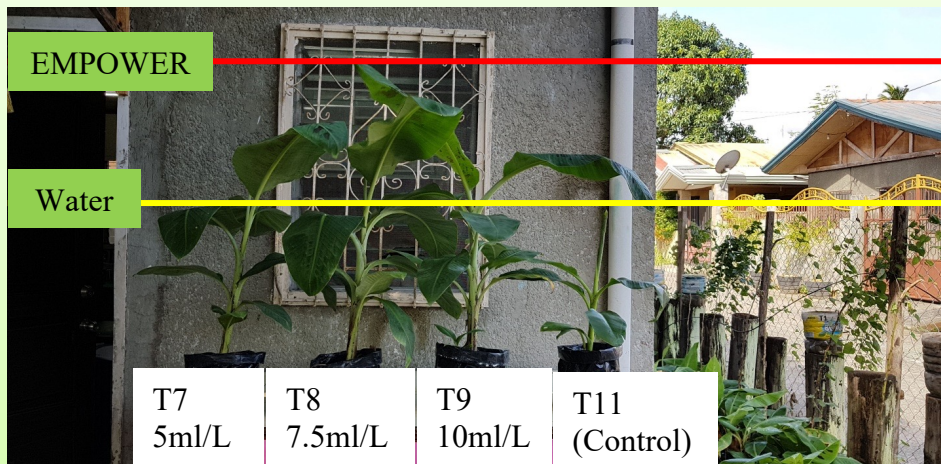 EMPOWER
Water
T7
5ml/L
T8
7.5ml/L
T9
10ml/L
T11
(Control)